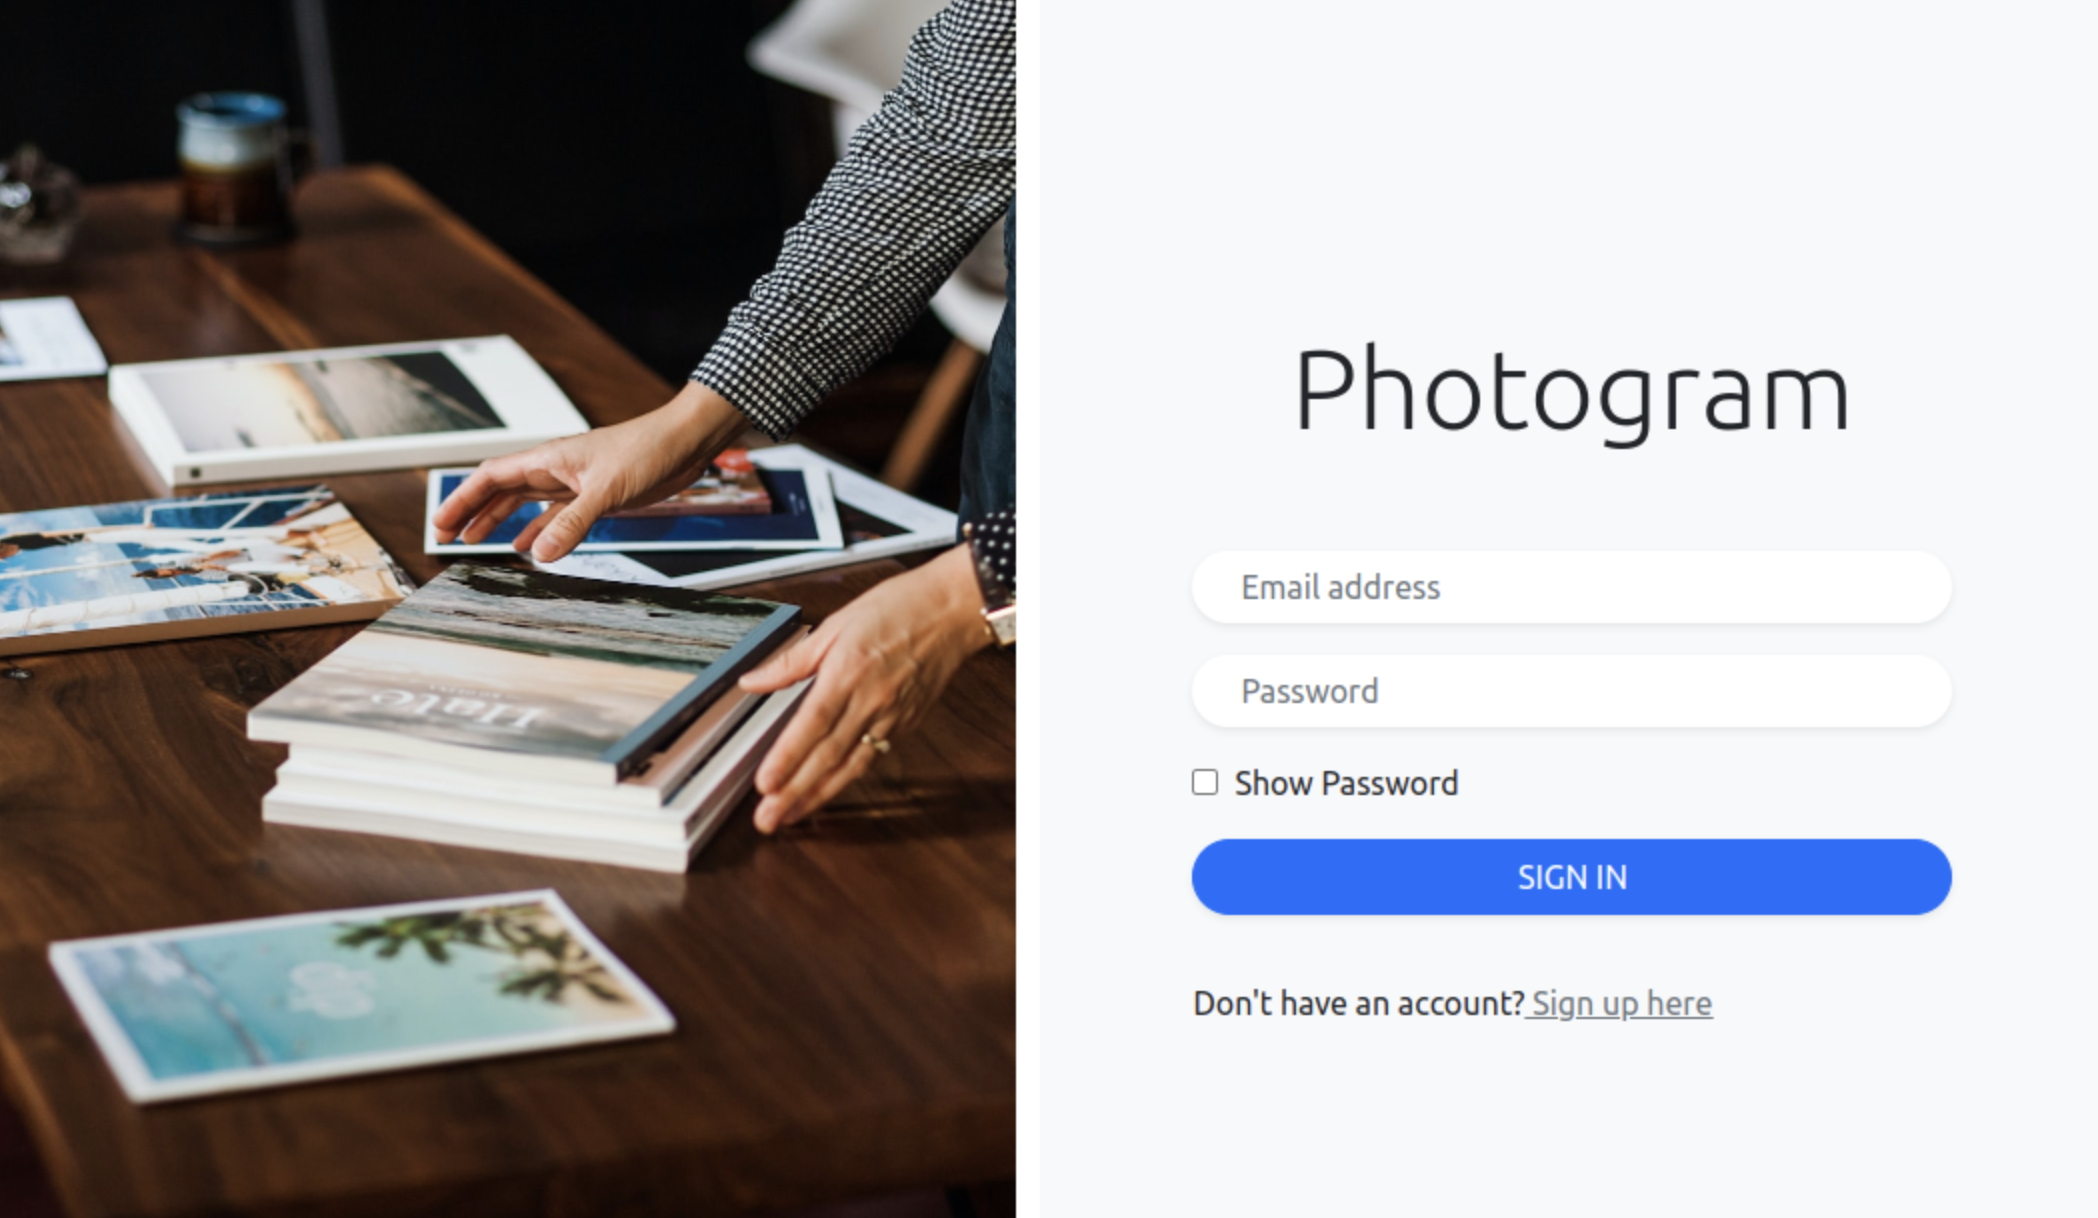 Photogram
Email address
Password
Show Password
SIGN IN
Don't have an account? Sign up here